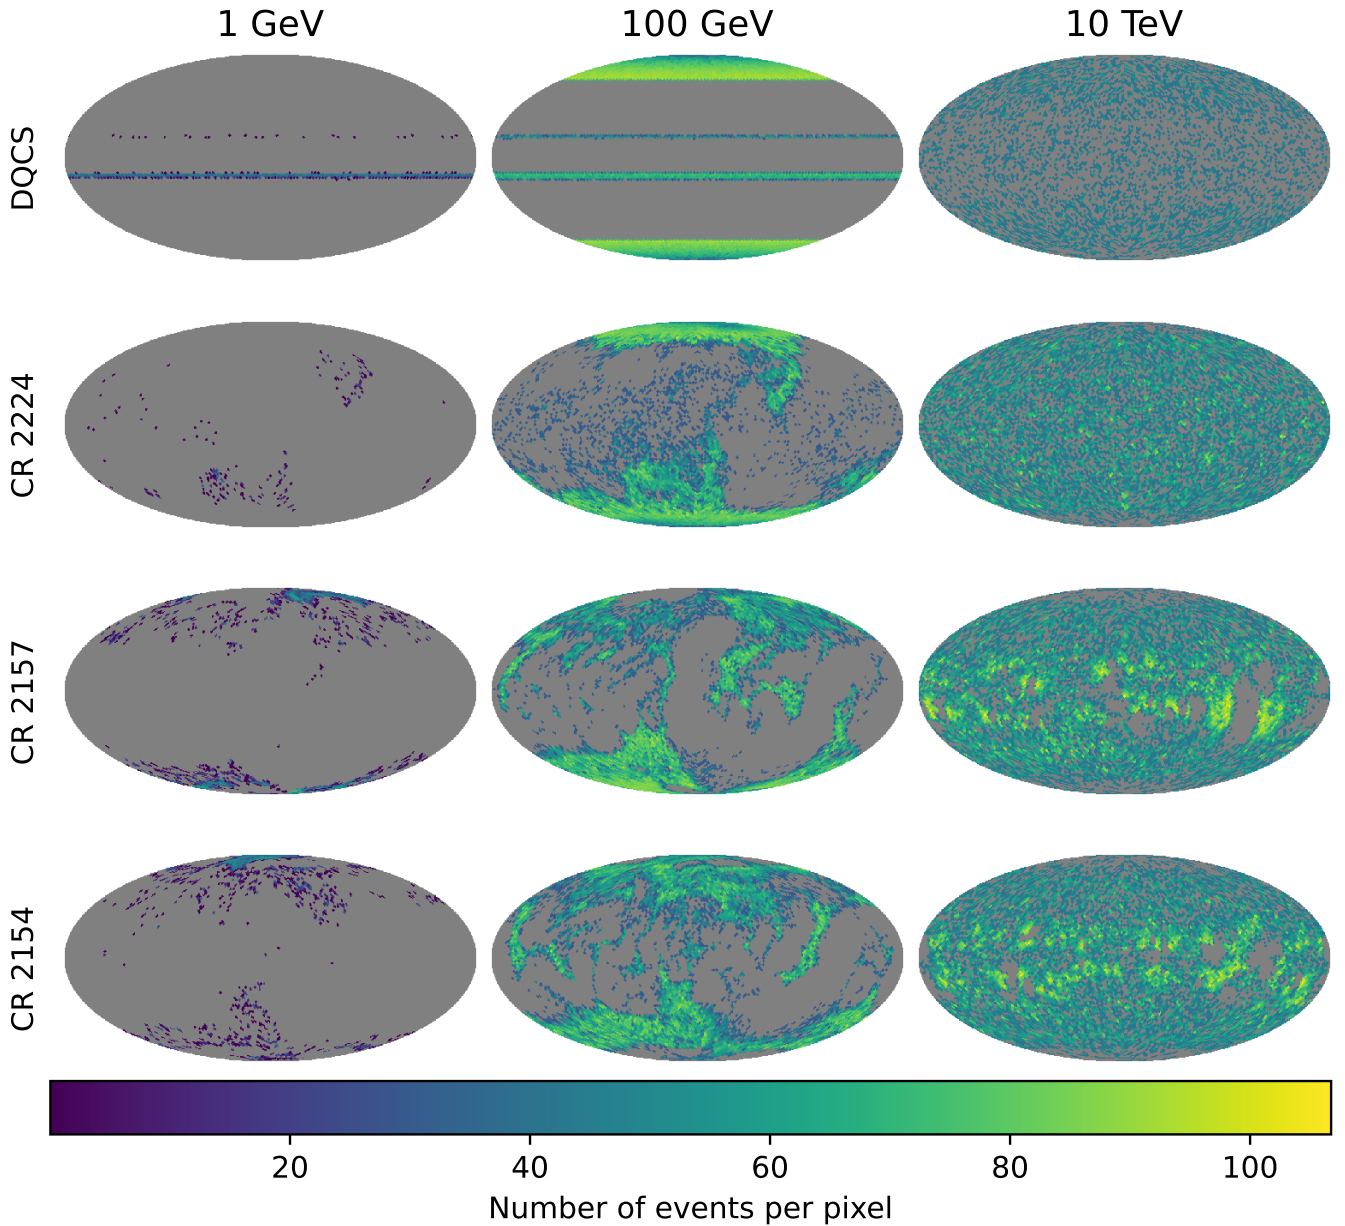 1 GeV 100 GeV 10 TeV
DQCS
CR 2224
CR 2157
CR 2154
20 40 60 80 100
Number of events per pixel